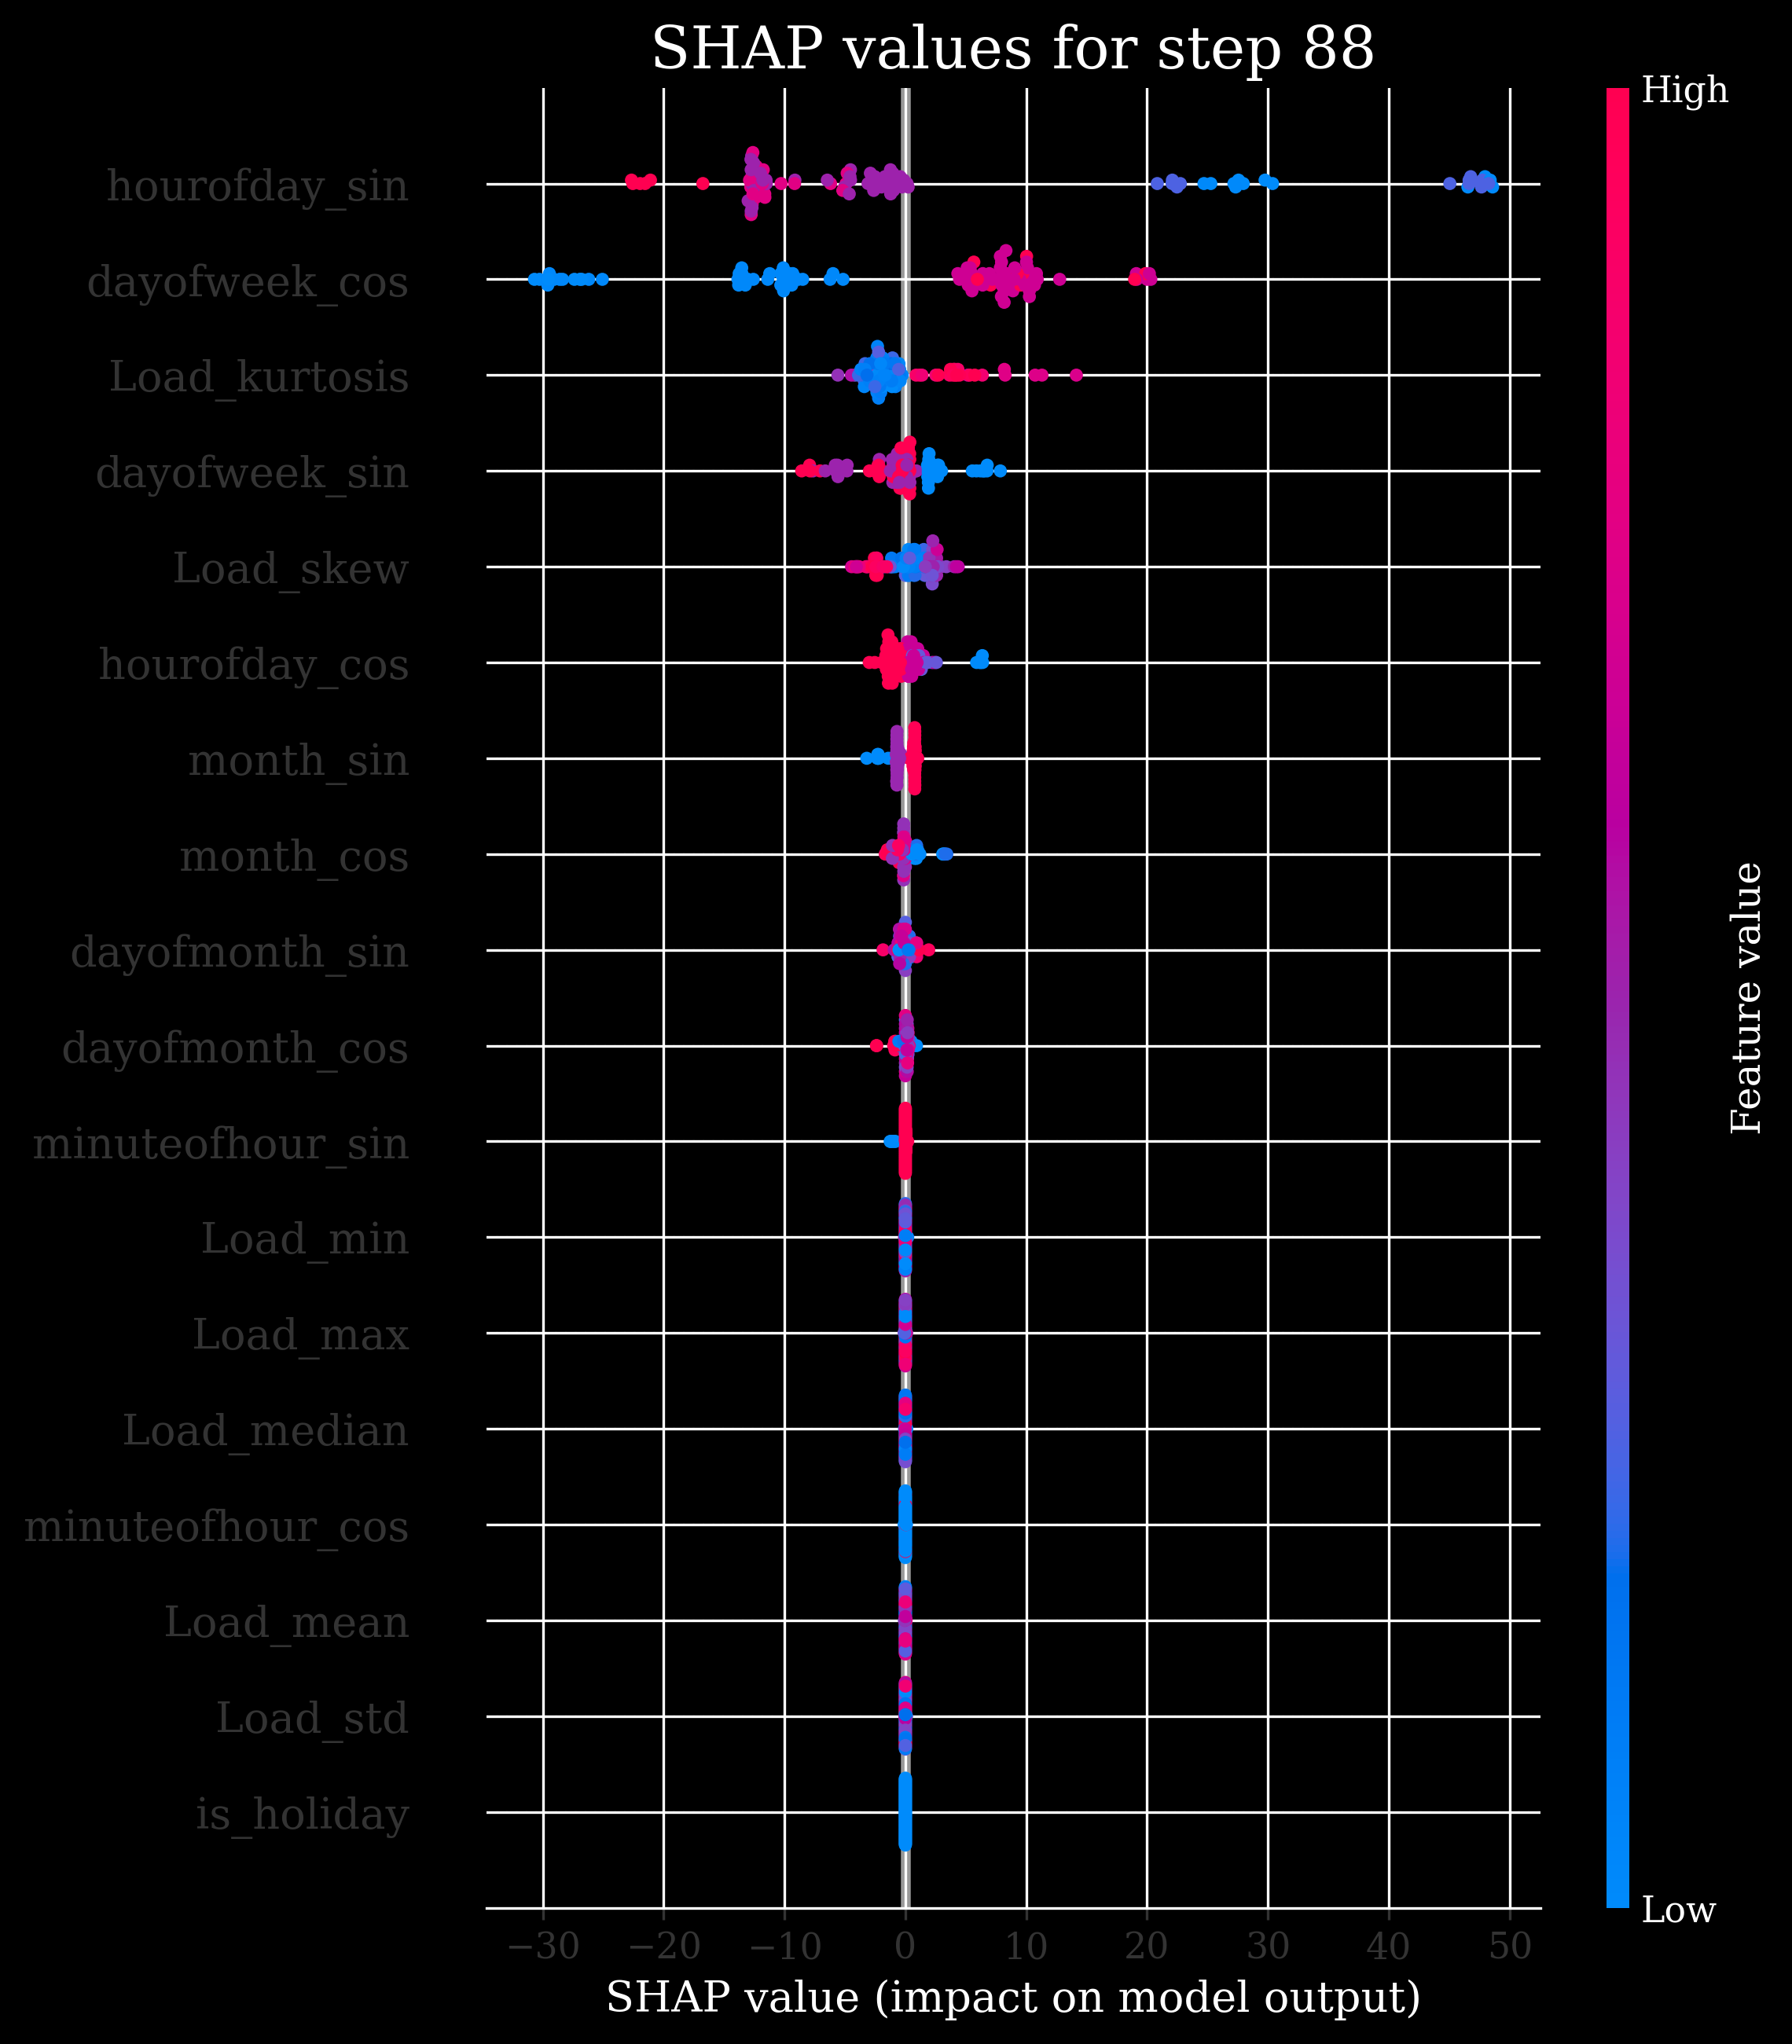 SHAP values for step 88
High
hourofday_sin
dayofweek_cos
Load_kurtosis
dayofweek_sin
Load_skew
hourofday_cos
month_sin
month_cos
dayofmonth_sin
dayofmonth_cos
minuteofhour_sin
Load_min
Load_max
Load_median
minuteofhour_cos
Load_mean
Load_std
is_holiday
Feature value
Low
−30 −20 −10 0 10 20 30 40 50
SHAP value (impact on model output)